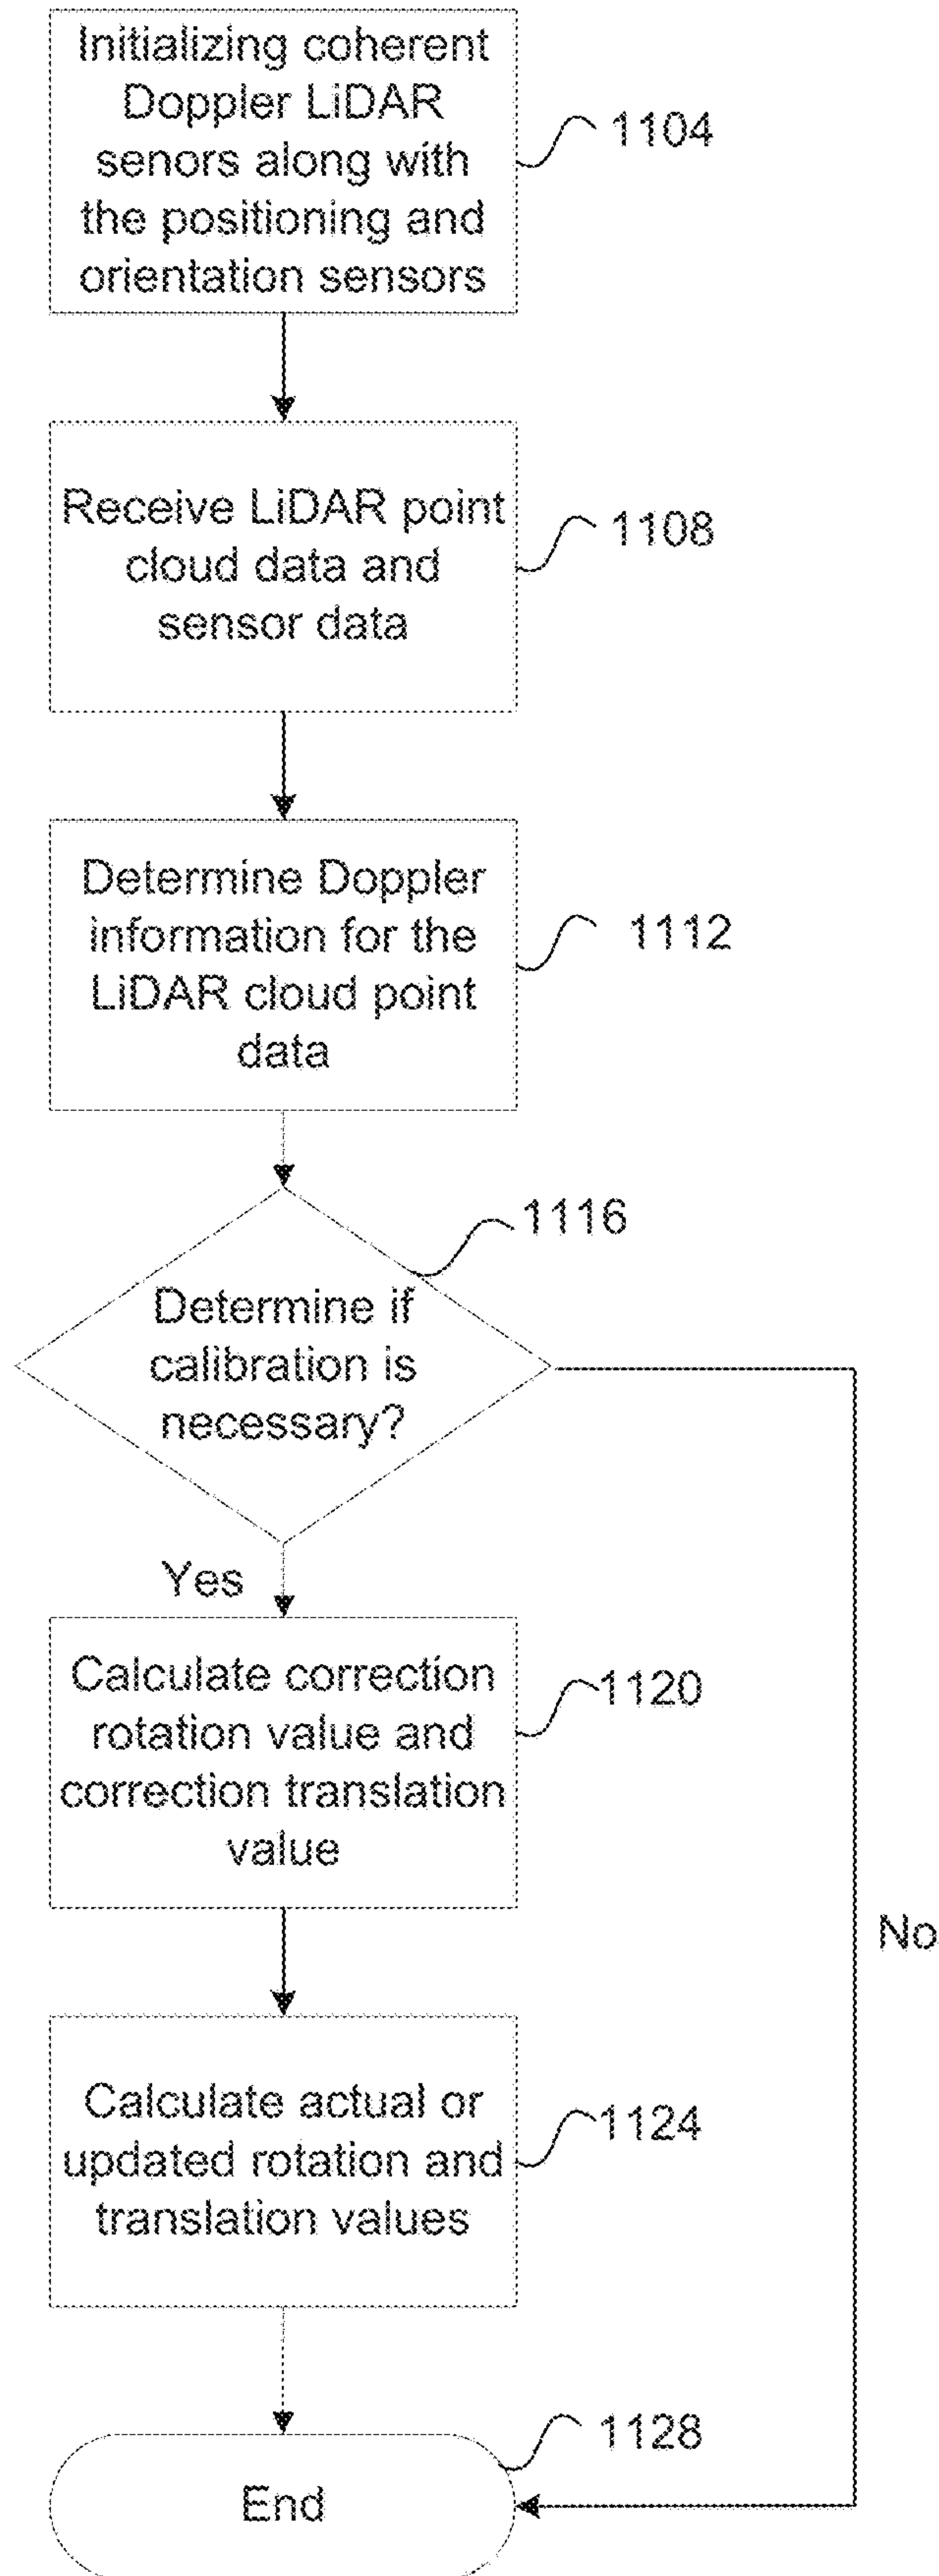 Initializing coherent
Doppler LiDAR
senors along with
the positioning and
orientation sensors
1104
Receive LiDAR point
cloud data and
sensor data
1108
Determine Doppler
information for the
LiDAR cloud point
data
1112
1116
Determine if
calibration is
necessary?
Yes
Calculate correction
rotation value and
correction translation
value
1120
No
Calculate actual or
updated rotation and
translation values
1124
1128
End